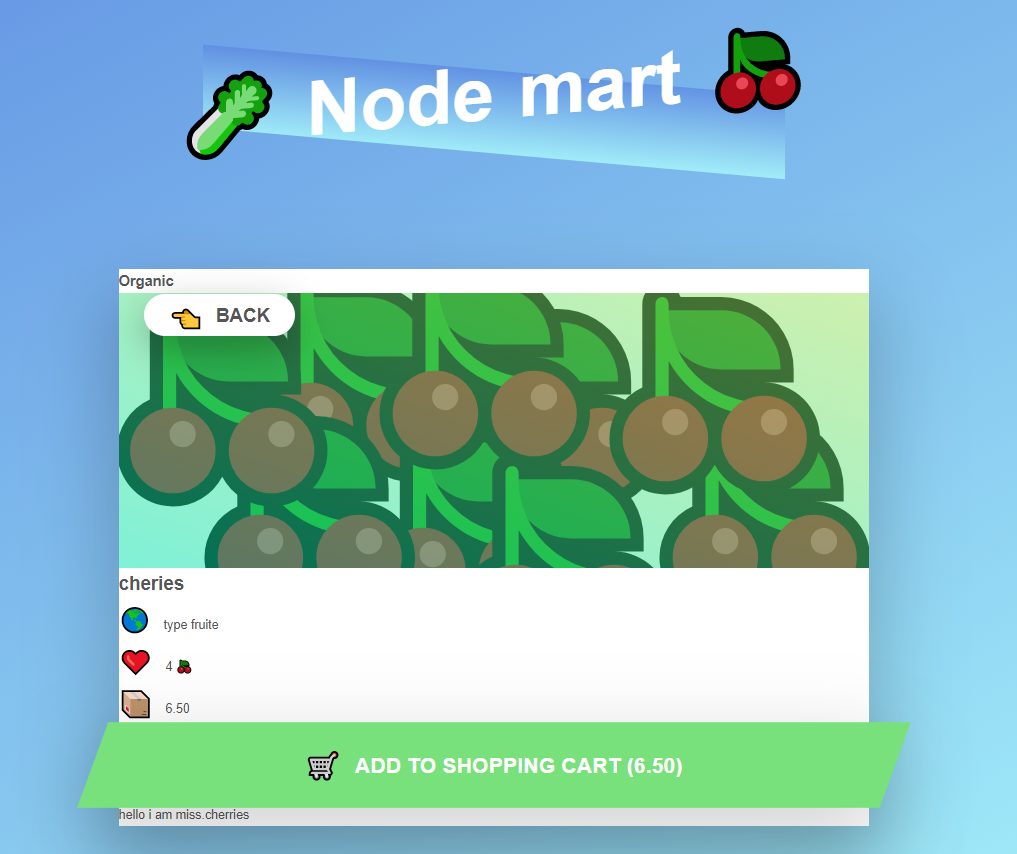 Node mart
Organic
BACK
cheries
type fruite
4
6.50
ADD TO SHOPPING CART (6.50)
hello i am miss.cherries